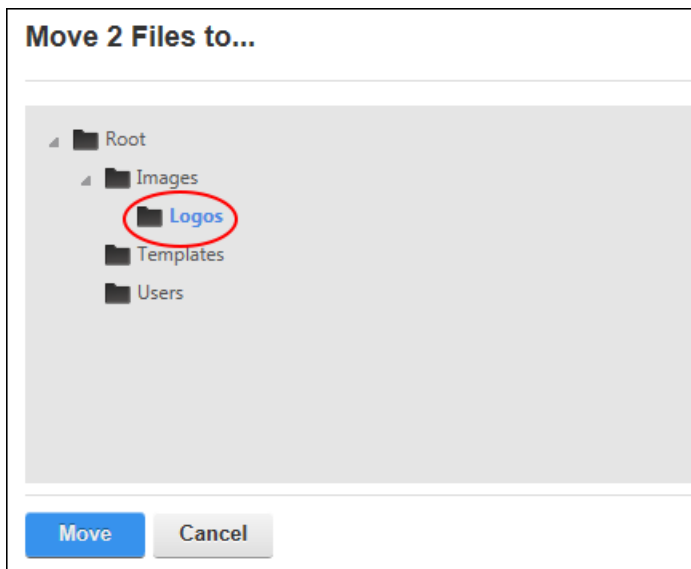 Move 2 Files to...
Root
Images
Logos
Templates
Users
Move Cancel